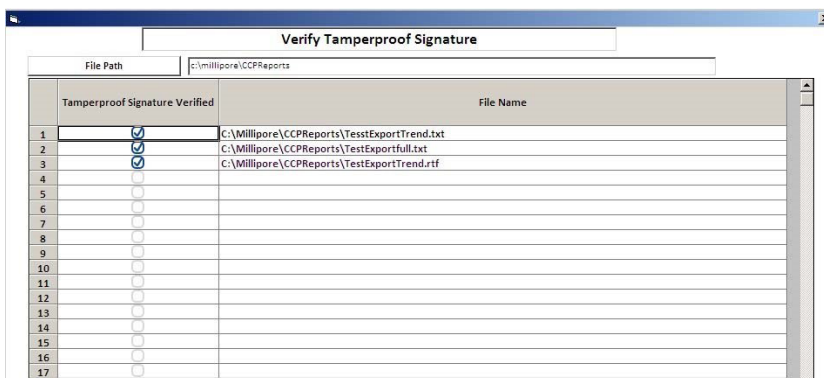 Verify Tamperproof Signature
File Path c:\millipore\CCPReports
Tamperproof Signature Verified File Name
1 C:\Millipore\CCPReports\TesstExportTrend.txt
2 C:\Millipore\CCPReports\TestExportfull.txt
3 C:\Millipore\CCPReports\TestExportTrend.rtf
4
5
6
7
8
9
10
11
12
13
14
15
16
17